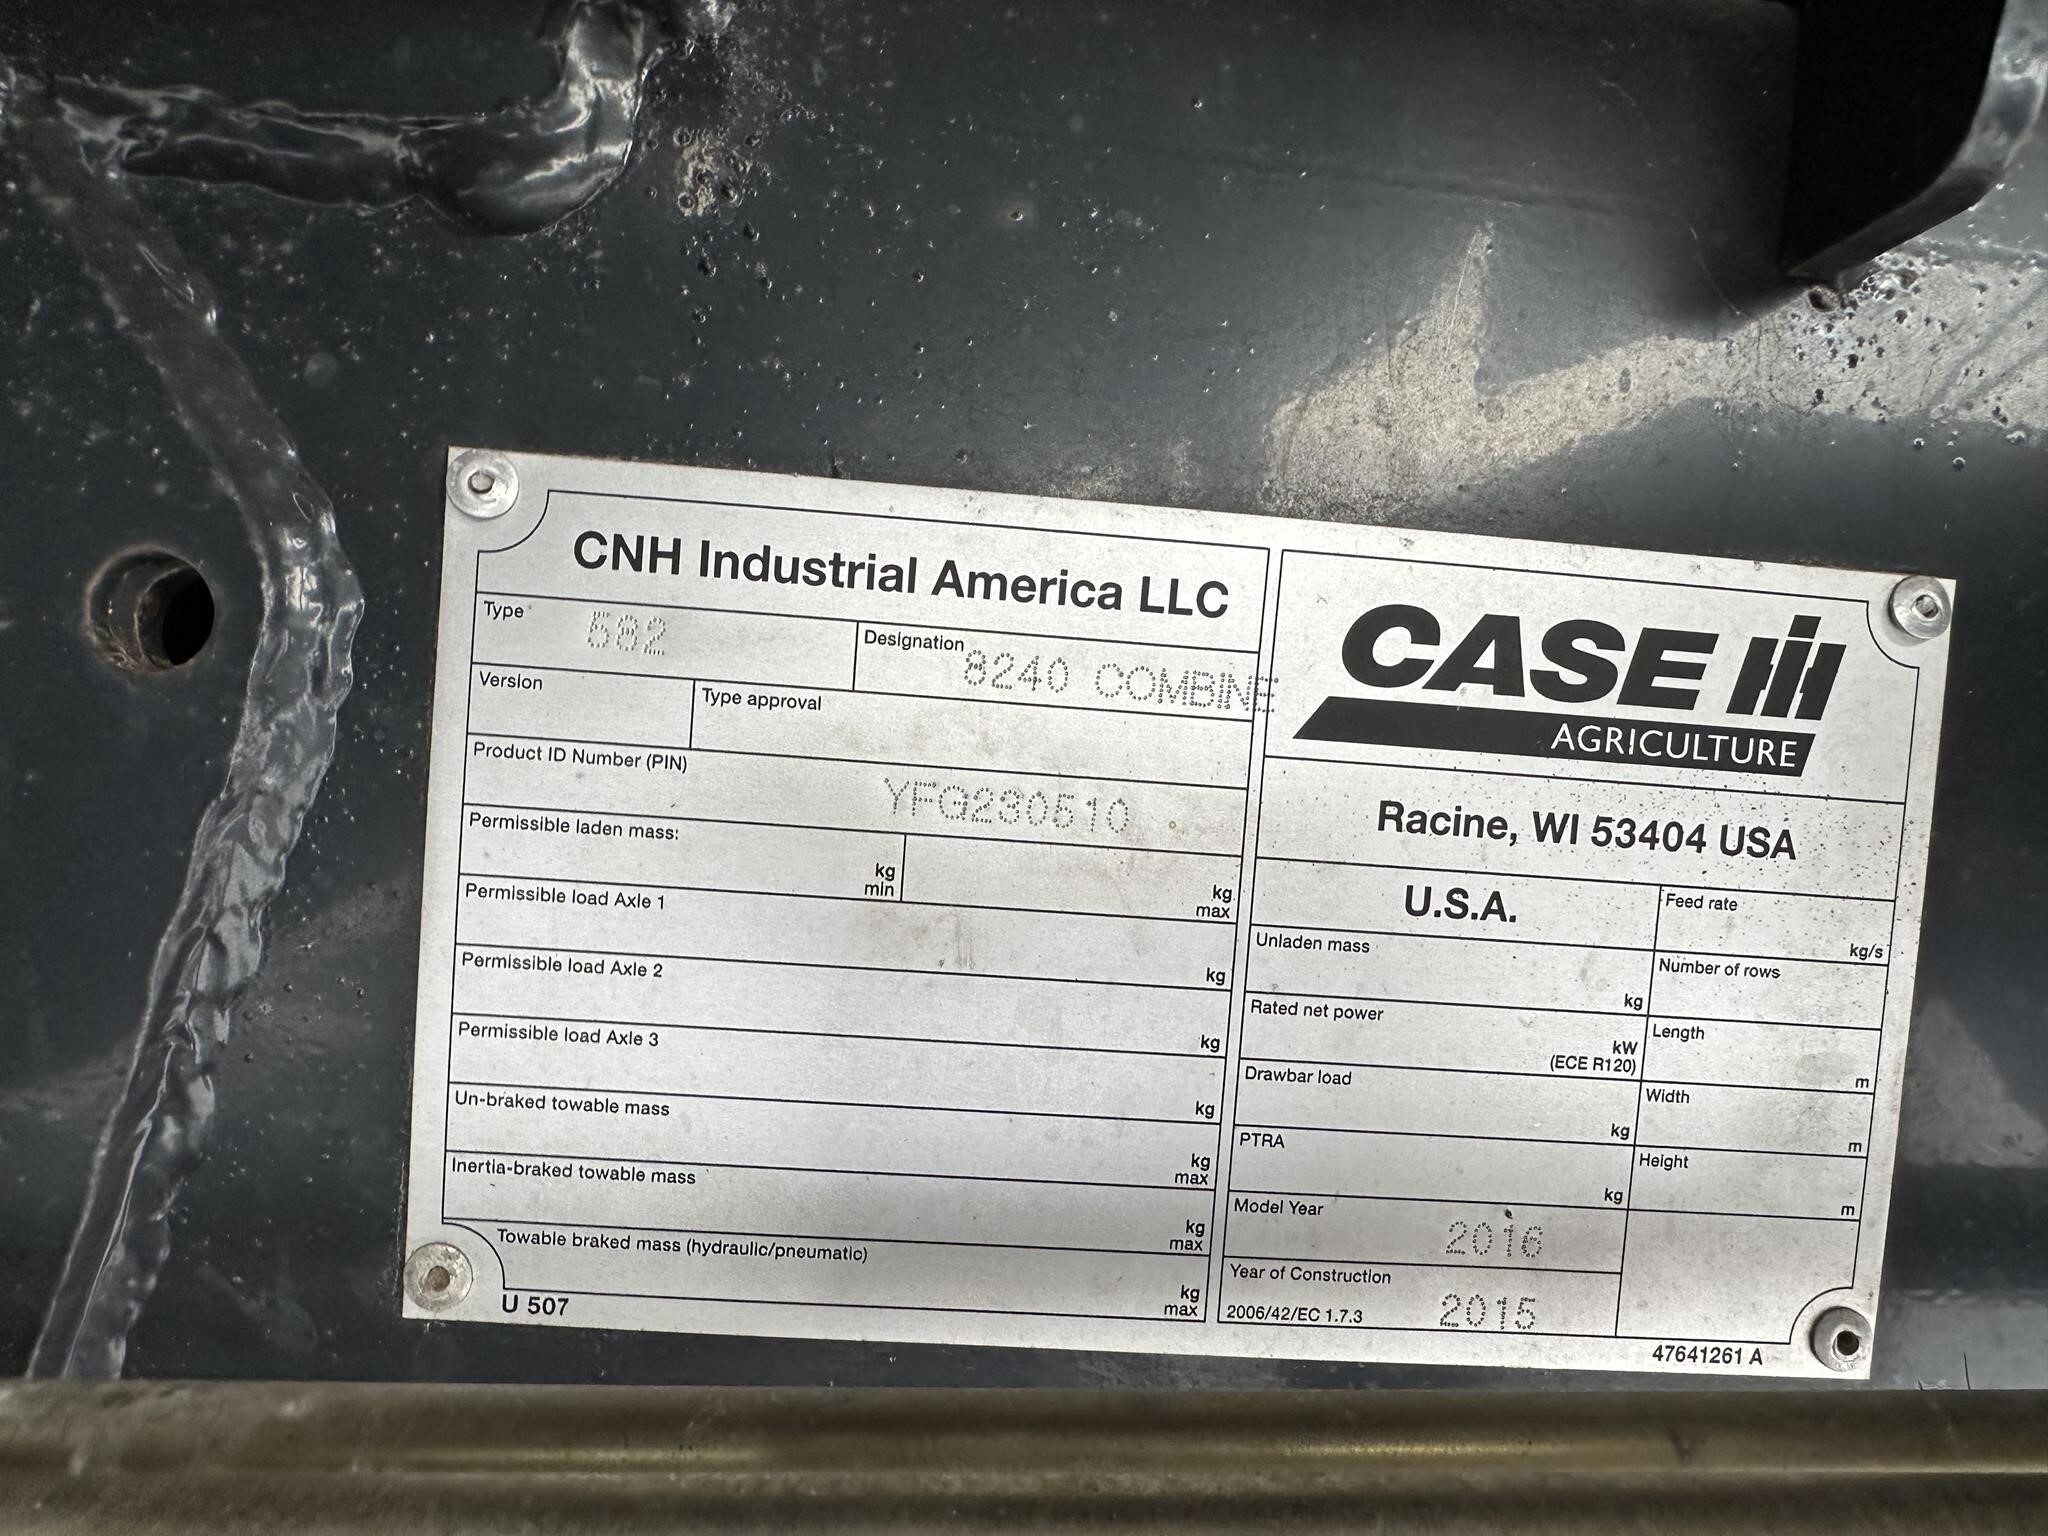 CNH Industrial America LLC
Type 582
Designation 8240 COMBINE
Version
Type approval
Product ID Number (PIN) YFG230510
Permissible laden mass:
kg min
kg max
Permissible load Axle 1 kg
Permissible load Axle 2 kg
Permissible load Axle 3 kg
Un-braked towable mass kg max
Inertia-braked towable mass kg max
Towable braked mass (hydraulic/pneumatic) kg max
U 507
CASE IH
AGRICULTURE
Racine, WI 53404 USA
U.S.A.
Feed rate kg/s
Unladen mass kg
Number of rows
Rated net power kW (ECE R120)
Length m
Drawbar load kg
Width m
PTRA kg
Height m
Model Year 2016
Year of Construction
2006/42/EC 1.7.3 2015
47641261 A